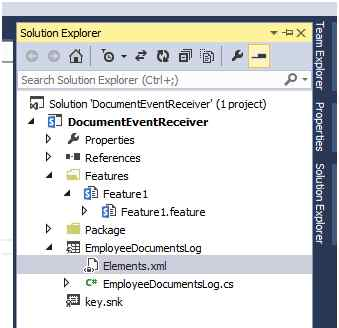 Solution Explorer
Search Solution Explorer (Ctrl+;)
Solution 'DocumentEventReceiver' (1 project)
DocumentEventReceiver
Properties
References
Features
Feature1
Feature1.feature
Package
EmployeeDocumentsLog
Elements.xml
C# EmployeeDocumentsLog.cs
key.snk
Team Explorer
Properties
Solution Explorer